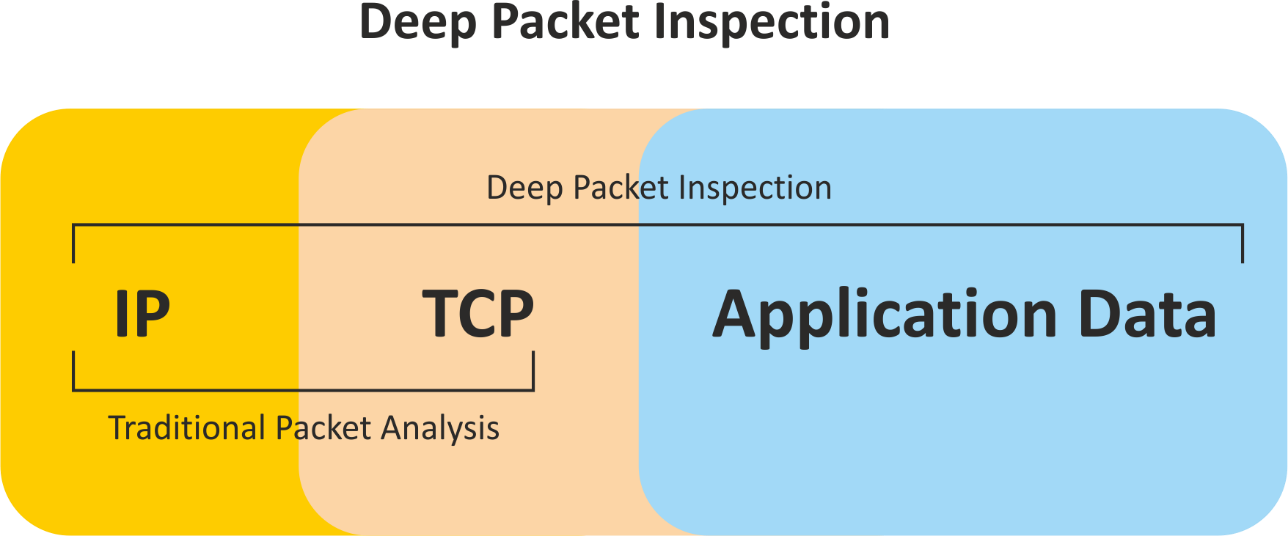 Deep Packet Inspection
Deep Packet Inspection
IP TCP Application Data
Traditional Packet Analysis